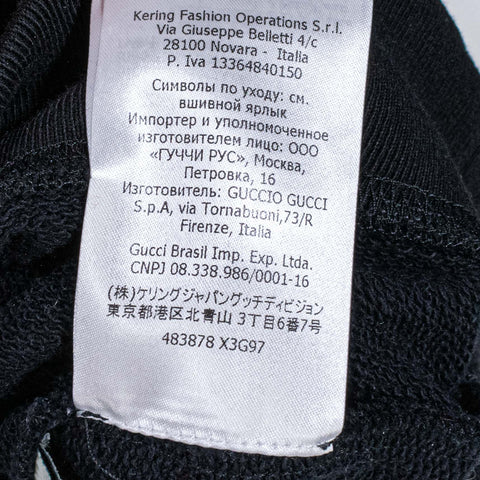 Kering Fashion Operations S.r.l.
Via Giuseppe Belletti 4/c
28100 Novara - Italia
P. Iva 13364840150
Символы по уходу: см.
вшивной ярлык
Импортер и уполномоченное
изготовителем лицо: ООО
«ГУЧЧИ РУС», Москва,
Петровка, 16
Изготовитель: GUCCIO GUCCI
S.p.A, via Tornabuoni,73/R
Firenze, Italia
Gucci Brasil Imp. Exp. Ltda.
CNPJ 08.338.986/0001-16
(株)ケリングジャパングッチディビジョン
東京都港区北青山 3丁目6番7号
483878 X3G97